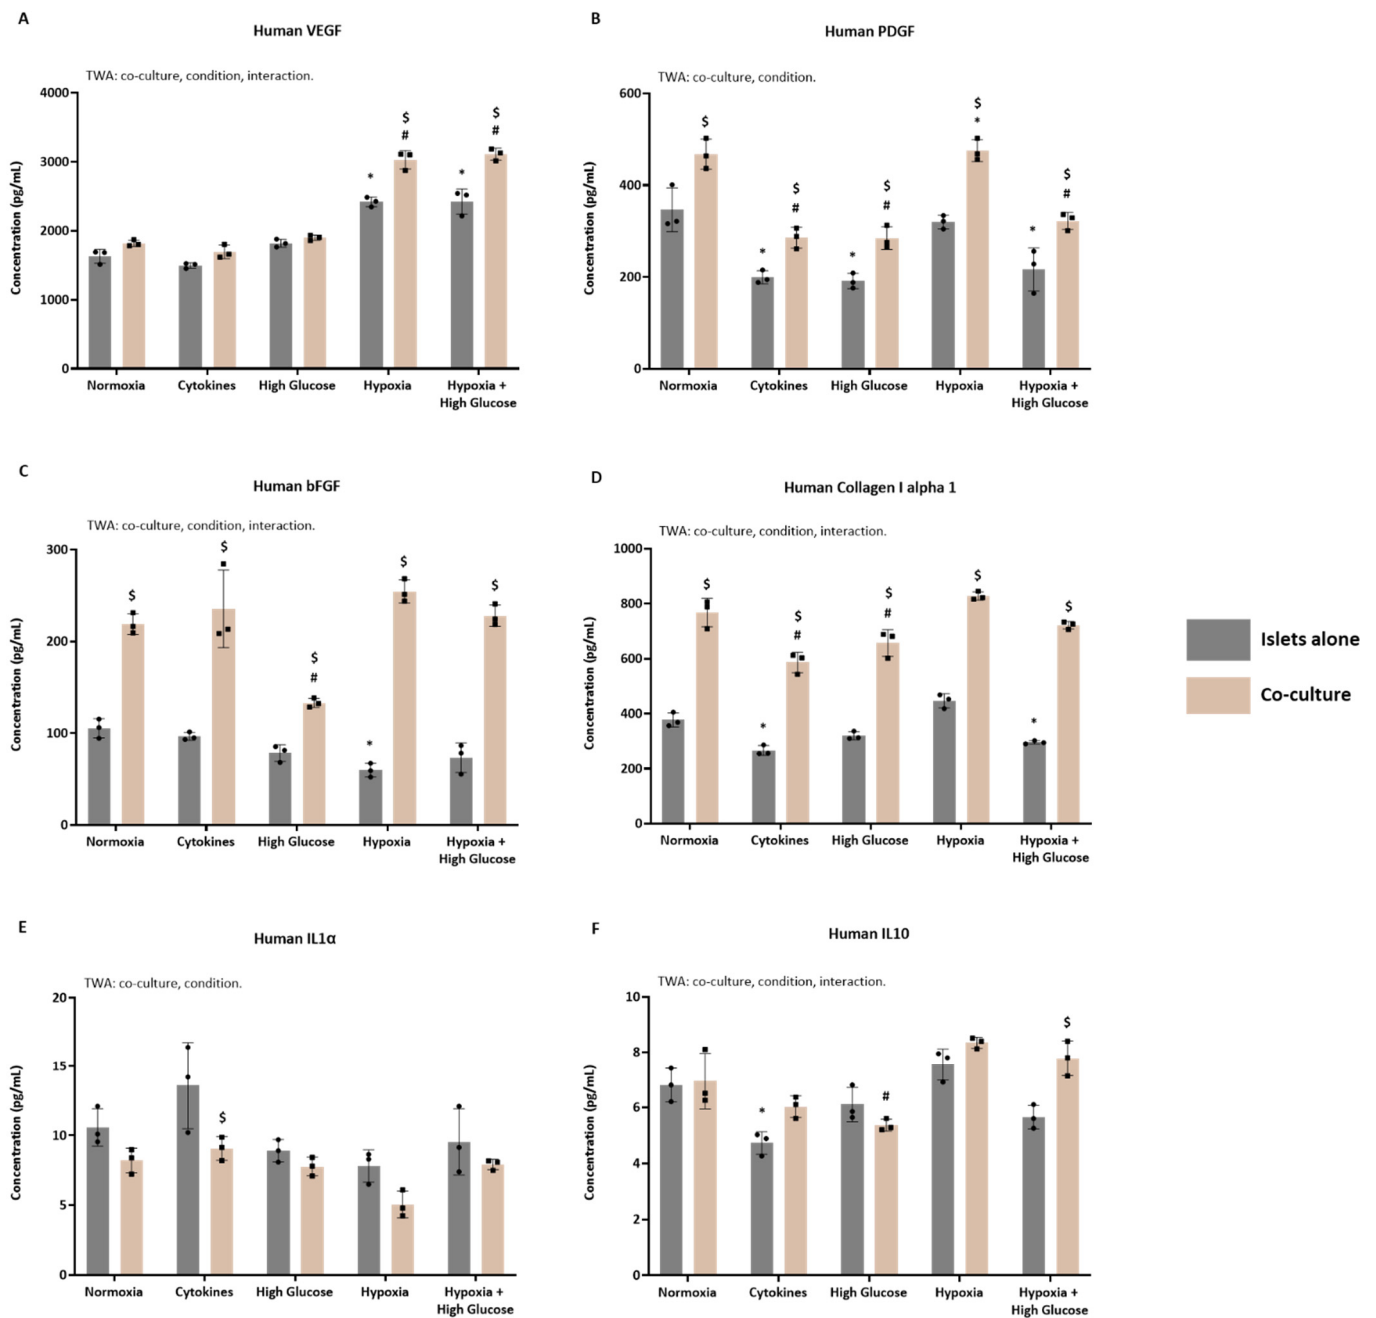 A
Human VEGF
TWA: co-culture, condition, interaction.
Concentration (pg/mL)
4000
3000
2000
1000
0
$
#
$
#
*
*
Normoxia
Cytokines
High Glucose
Hypoxia
Hypoxia +
High Glucose
B
Human PDGF
TWA: co-culture, condition.
Concentration (pg/mL)
600
400
200
0
$
*
$
#
*
$
#
$
*
*
$
#
Normoxia
Cytokines
High Glucose
Hypoxia
Hypoxia +
High Glucose
C
Human bFGF
TWA: co-culture, condition, interaction.
Concentration (pg/mL)
300
200
100
0
$
$
$
#
*
$
$
Normoxia
Cytokines
High Glucose
Hypoxia
Hypoxia +
High Glucose
D
Human Collagen I alpha 1
TWA: co-culture, condition, interaction.
Concentration (pg/mL)
1000
800
600
400
200
0
$
*
$
#
$
#
$
*
$
Normoxia
Cytokines
High Glucose
Hypoxia
Hypoxia +
High Glucose
Islets alone
Co-culture
E
Human IL1α
TWA: co-culture, condition.
Concentration (pg/mL)
20
15
10
5
0
$
Normoxia
Cytokines
High Glucose
Hypoxia
Hypoxia +
High Glucose
F
Human IL10
TWA: co-culture, condition, interaction.
Concentration (pg/mL)
10
8
6
4
2
0
*
#
$
Normoxia
Cytokines
High Glucose
Hypoxia
Hypoxia +
High Glucose